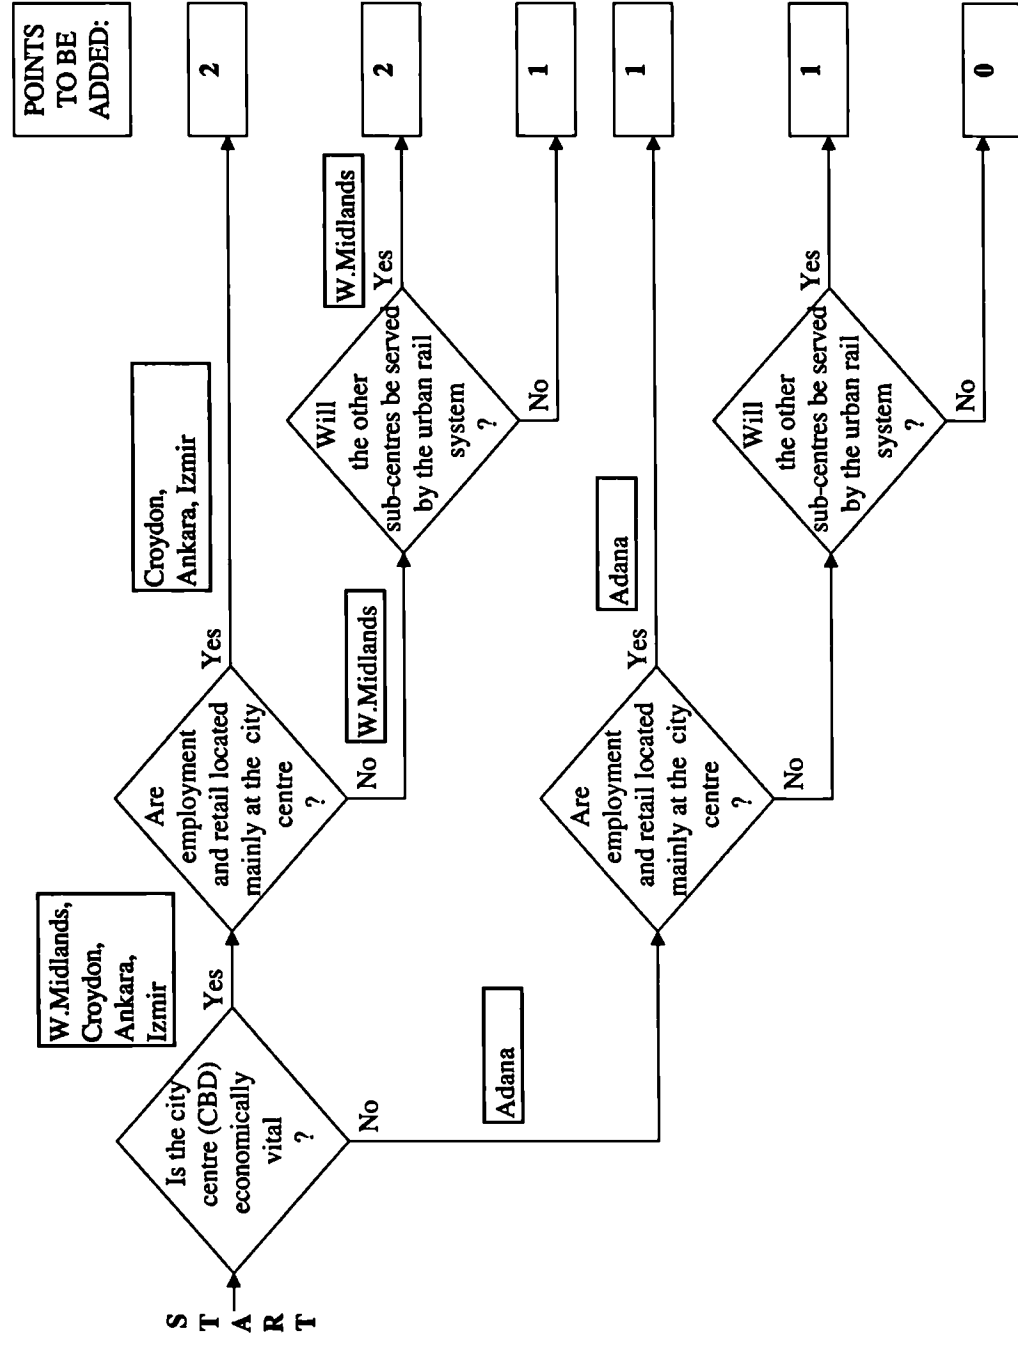 POINTS
TO BE
ADDED:
S
T
A
R
T
Is the city
centre (CBD)
economically
vital
?
Yes
W.Midlands,
Croydon,
Ankara,
Izmir
Are
employment
and retail located
mainly at the city
centre
?
Yes
Croydon,
Ankara, Izmir
2
No
W.Midlands
Will
the other
sub-centres be served
by the urban rail
system
?
Yes
W.Midlands
2
No
1
No
Adana
Are
employment
and retail located
mainly at the city
centre
?
Yes
Adana
1
No
Will
the other
sub-centres be served
by the urban rail
system
?
Yes
1
No
0